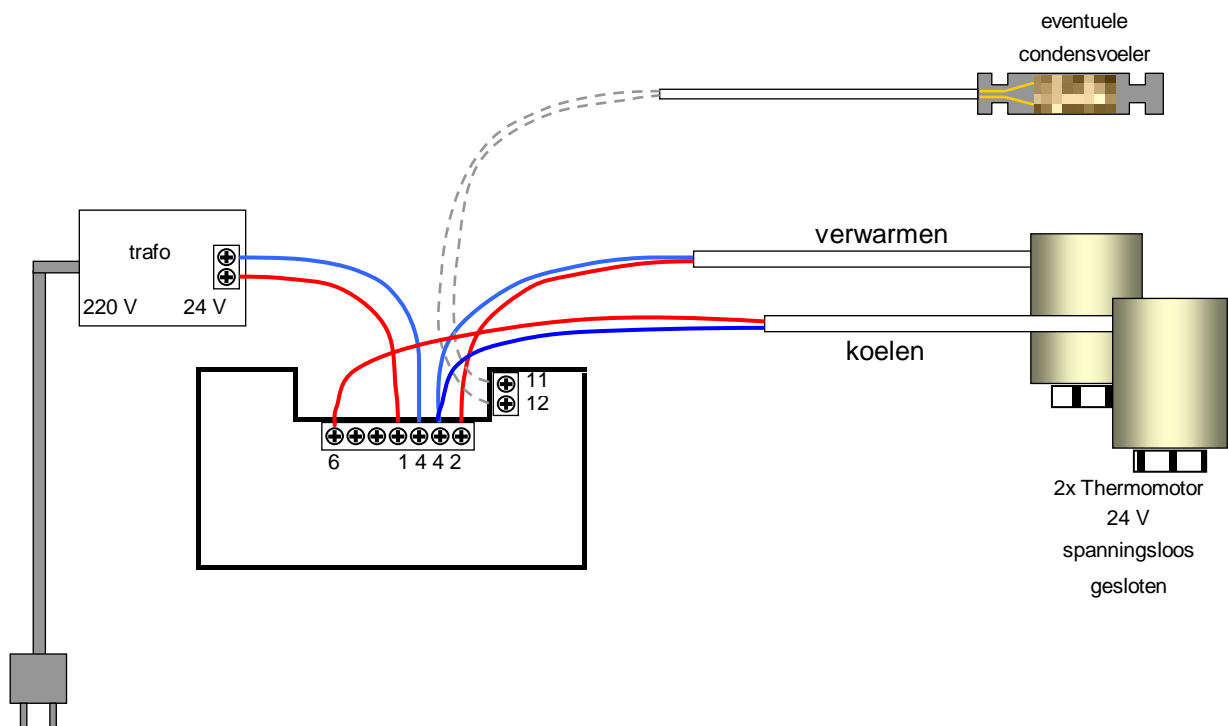 eventuele
condensvoeler
trafo
220 V 24 V
verwarmen
koelen
11
12
6 1 4 4 2
2x Thermomotor
24 V
spanningsloos
gesloten